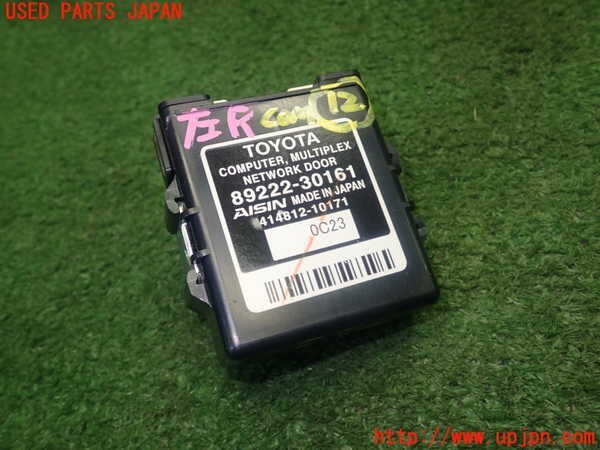 USED PARTS JAPAN
左R
12
TOYOTA
COMPUTER, MULTIPLEX
NETWORK DOOR
89222-30161
AISIN MADE IN JAPAN
414812-10171
0C23
http://www.upjpn.com/